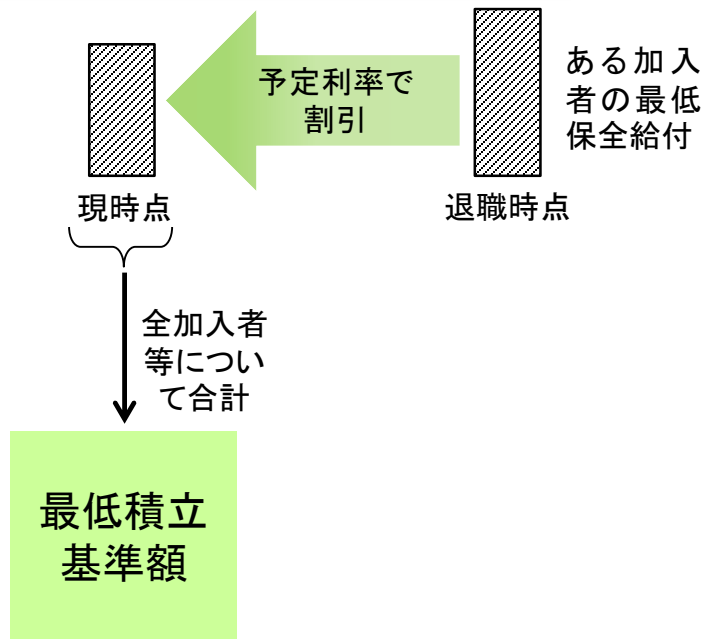 予定利率で
割引
ある加入
者の最低
保全給付
現時点
退職時点
全加入者
等につい
て合計
最低積立
基準額